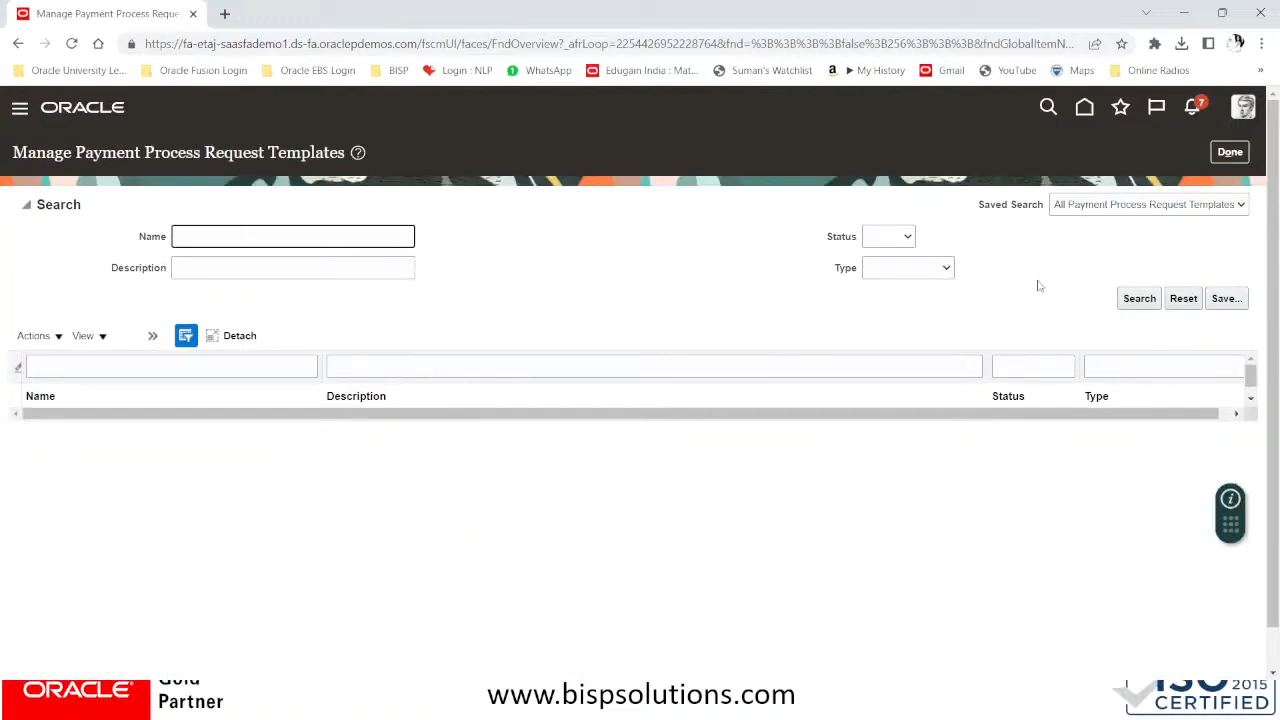 Manage Payment Process Reque
https://fa-etaj-saasfademo1.ds-fa.oraclepdemos.com/fscmUI/faces/FndOverview?_afrLoop=2254426952228764&fnd=%3B%3B%3B%3Bfalse%3B256%3B%3B%3B&fndGlobalItemN...
Oracle University Le... Oracle Fusion Login Oracle EBS Login BISP Login : NLP WhatsApp Edugain India : Mat... Suman's Watchlist ▶ My History Gmail YouTube Maps Online Radios »
ORACLE 7
Manage Payment Process Request Templates
Done
Search
Saved Search All Payment Process Request Templates
Name
Status
Description
Type
Search Reset Save...
Actions View » Detach
Name Description Status Type
ORACLE
Gold
Partner
www.bispsolutions.com
ISO 2015
CERTIFIED